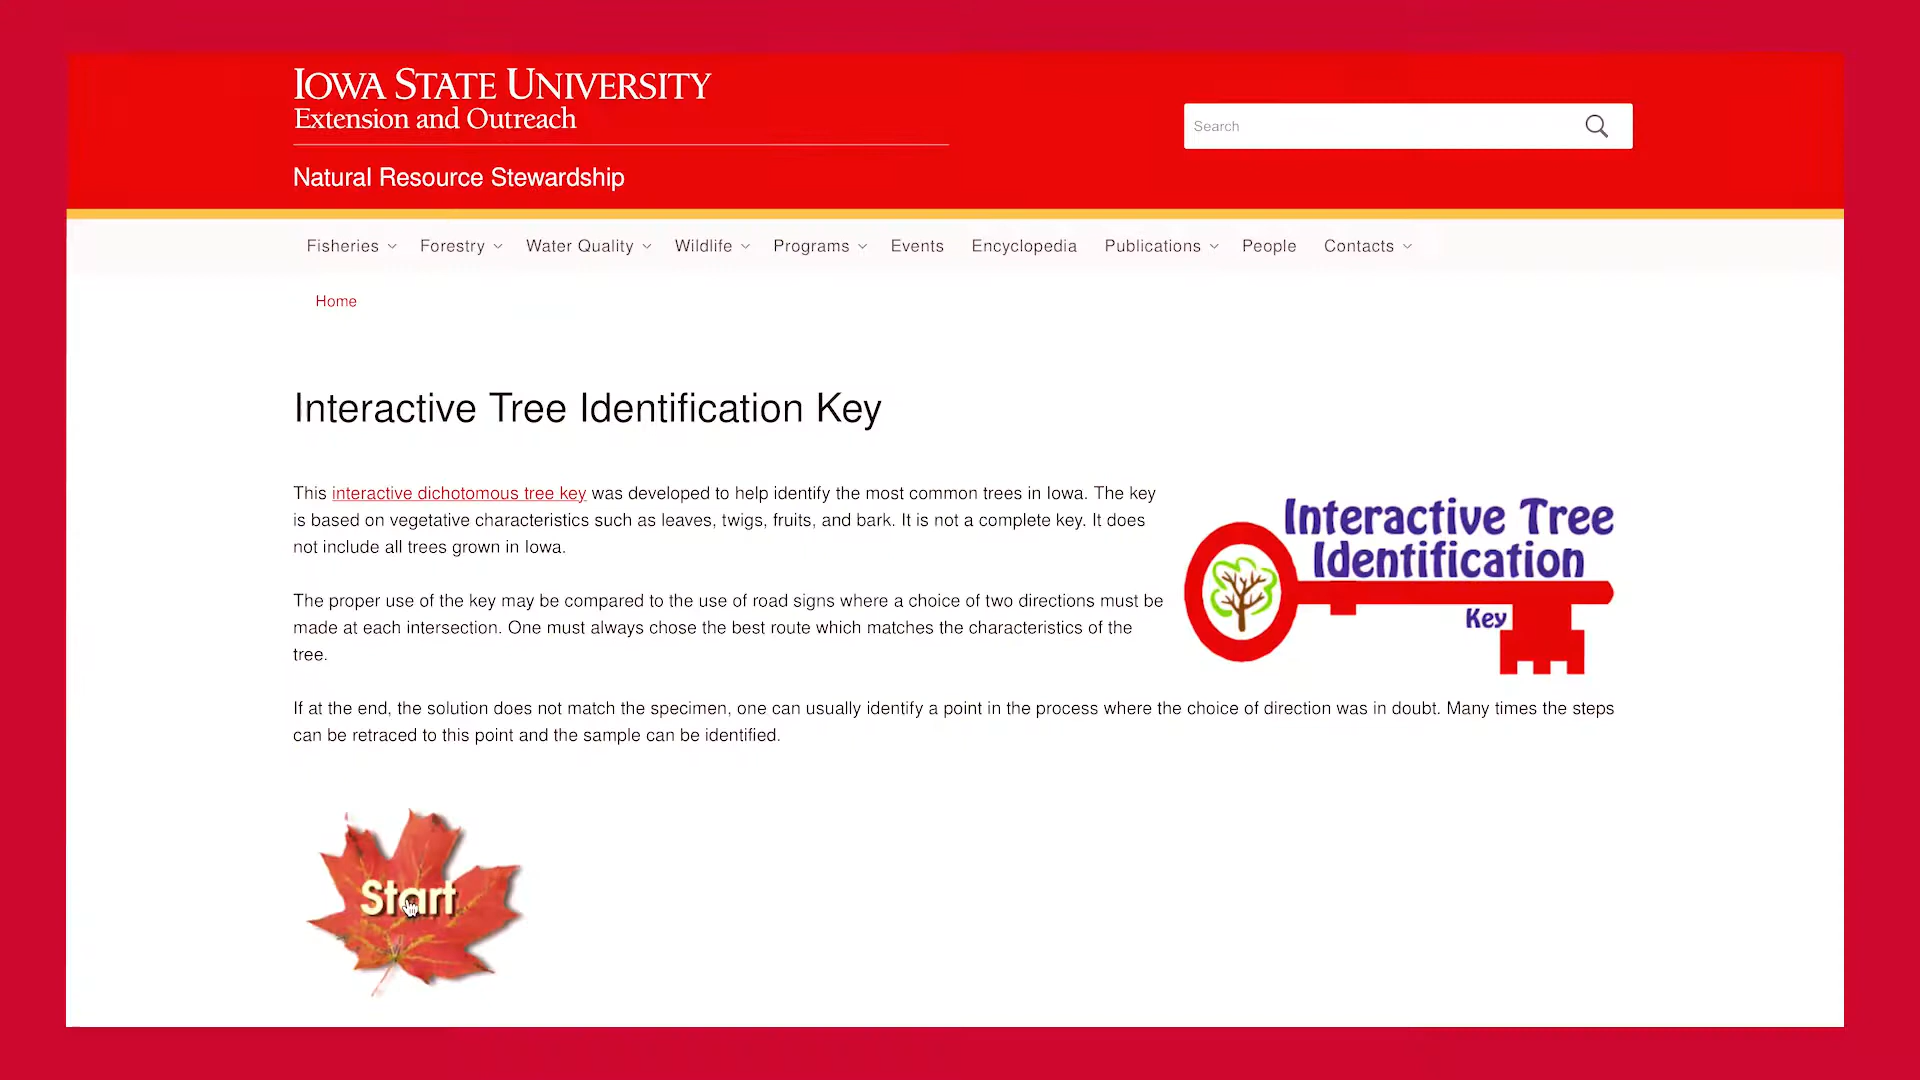 IOWA STATE UNIVERSITY
Extension and Outreach
Natural Resource Stewardship
Search
Fisheries Forestry Water Quality Wildlife Programs Events Encyclopedia Publications People Contacts
Home
Interactive Tree Identification Key
This interactive dichotomous tree key was developed to help identify the most common trees in Iowa. The key
is based on vegetative characteristics such as leaves, twigs, fruits, and bark. It is not a complete key. It does
not include all trees grown in Iowa.
The proper use of the key may be compared to the use of road signs where a choice of two directions must be
made at each intersection. One must always chose the best route which matches the characteristics of the
tree.
Interactive Tree
Identification
Key
If at the end, the solution does not match the specimen, one can usually identify a point in the process where the choice of direction was in doubt. Many times the steps
can be retraced to this point and the sample can be identified.
Start